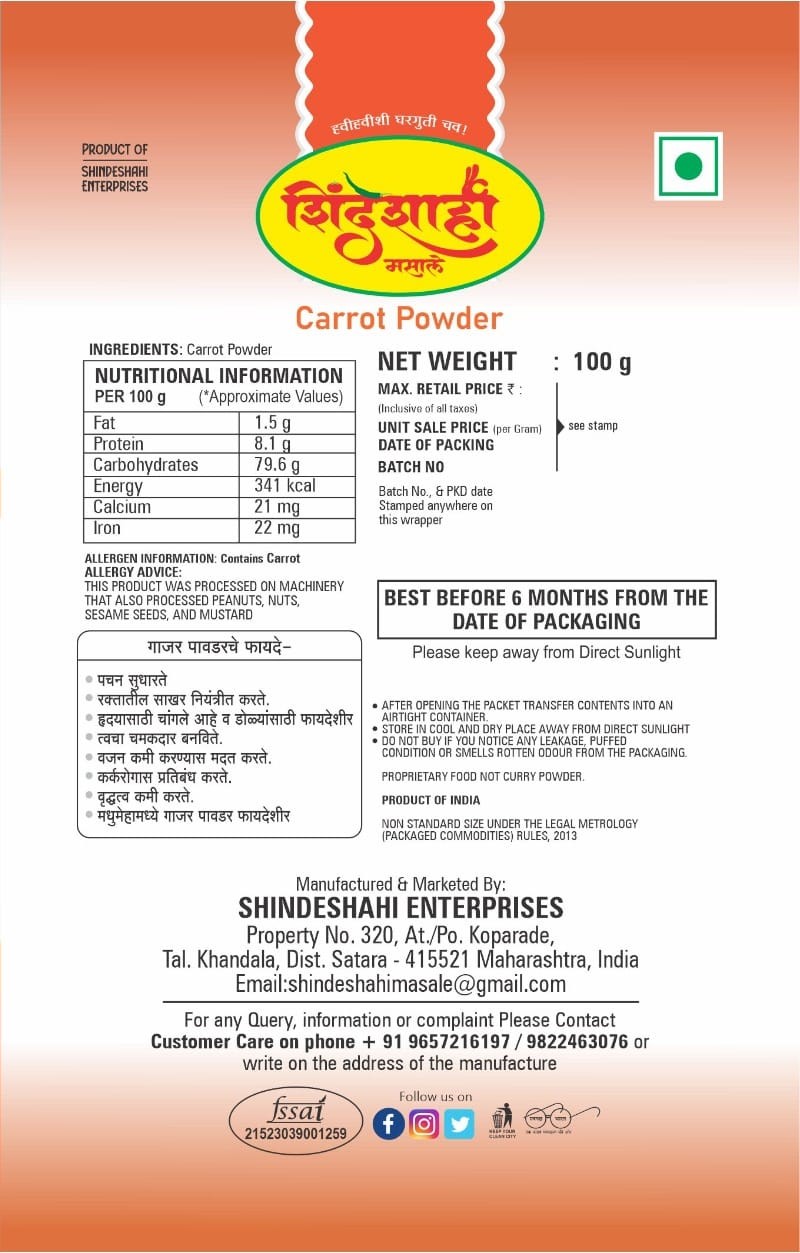 हवीहवीशी घरगुती चव!
PRODUCT OF
SHINDESHAHI
ENTERPRISES
शिंदेशाही
मसाले
Carrot Powder
INGREDIENTS: Carrot Powder
NUTRITIONAL INFORMATION
PER 100 g (*Approximate Values)
Fat 1.5 g
Protein 8.1 g
Carbohydrates 79.6 g
Energy 341 kcal
Calcium 21 mg
Iron 22 mg
ALLERGEN INFORMATION: Contains Carrot
ALLERGY ADVICE:
THIS PRODUCT WAS PROCESSED ON MACHINERY
THAT ALSO PROCESSED PEANUTS, NUTS,
SESAME SEEDS, AND MUSTARD
गाजर पावडरचे फायदे–
• पचन सुधारते
• रक्तातील साखर नियंत्रीत करते.
• हृदयासाठी चांगले आहे व डोळ्यांसाठी फायदेशीर
• त्वचा चमकदार बनविते.
• वजन कमी करण्यास मदत करते.
• कर्करोगास प्रतिबंध करते.
• वृद्धत्व कमी करते.
• मधुमेहामध्ये गाजर पावडर फायदेशीर
NET WEIGHT : 100 g
MAX. RETAIL PRICE ₹ :
(Inclusive of all taxes)
UNIT SALE PRICE (per Gram)
see stamp
DATE OF PACKING
BATCH NO
Batch No., & PKD date
Stamped anywhere on
this wrapper
BEST BEFORE 6 MONTHS FROM THE
DATE OF PACKAGING
Please keep away from Direct Sunlight
• AFTER OPENING THE PACKET TRANSFER CONTENTS INTO AN
AIRTIGHT CONTAINER.
• STORE IN COOL AND DRY PLACE AWAY FROM DIRECT SUNLIGHT
• DO NOT BUY IF YOU NOTICE ANY LEAKAGE, PUFFED
CONDITION OR SMELLS ROTTEN ODOUR FROM THE PACKAGING.
PROPRIETARY FOOD NOT CURRY POWDER.
PRODUCT OF INDIA
NON STANDARD SIZE UNDER THE LEGAL METROLOGY
(PACKAGED COMMODITIES) RULES, 2013
Manufactured & Marketed By:
SHINDESHAHI ENTERPRISES
Property No. 320, At./Po. Koparade,
Tal. Khandala, Dist. Satara - 415521 Maharashtra, India
Email:shindeshahimasale@gmail.com
For any Query, information or complaint Please Contact
Customer Care on phone + 91 9657216197 / 9822463076 or
write on the address of the manufacture
fssai
21523039001259
Follow us on
KEEP YOUR
CLEAN CITY